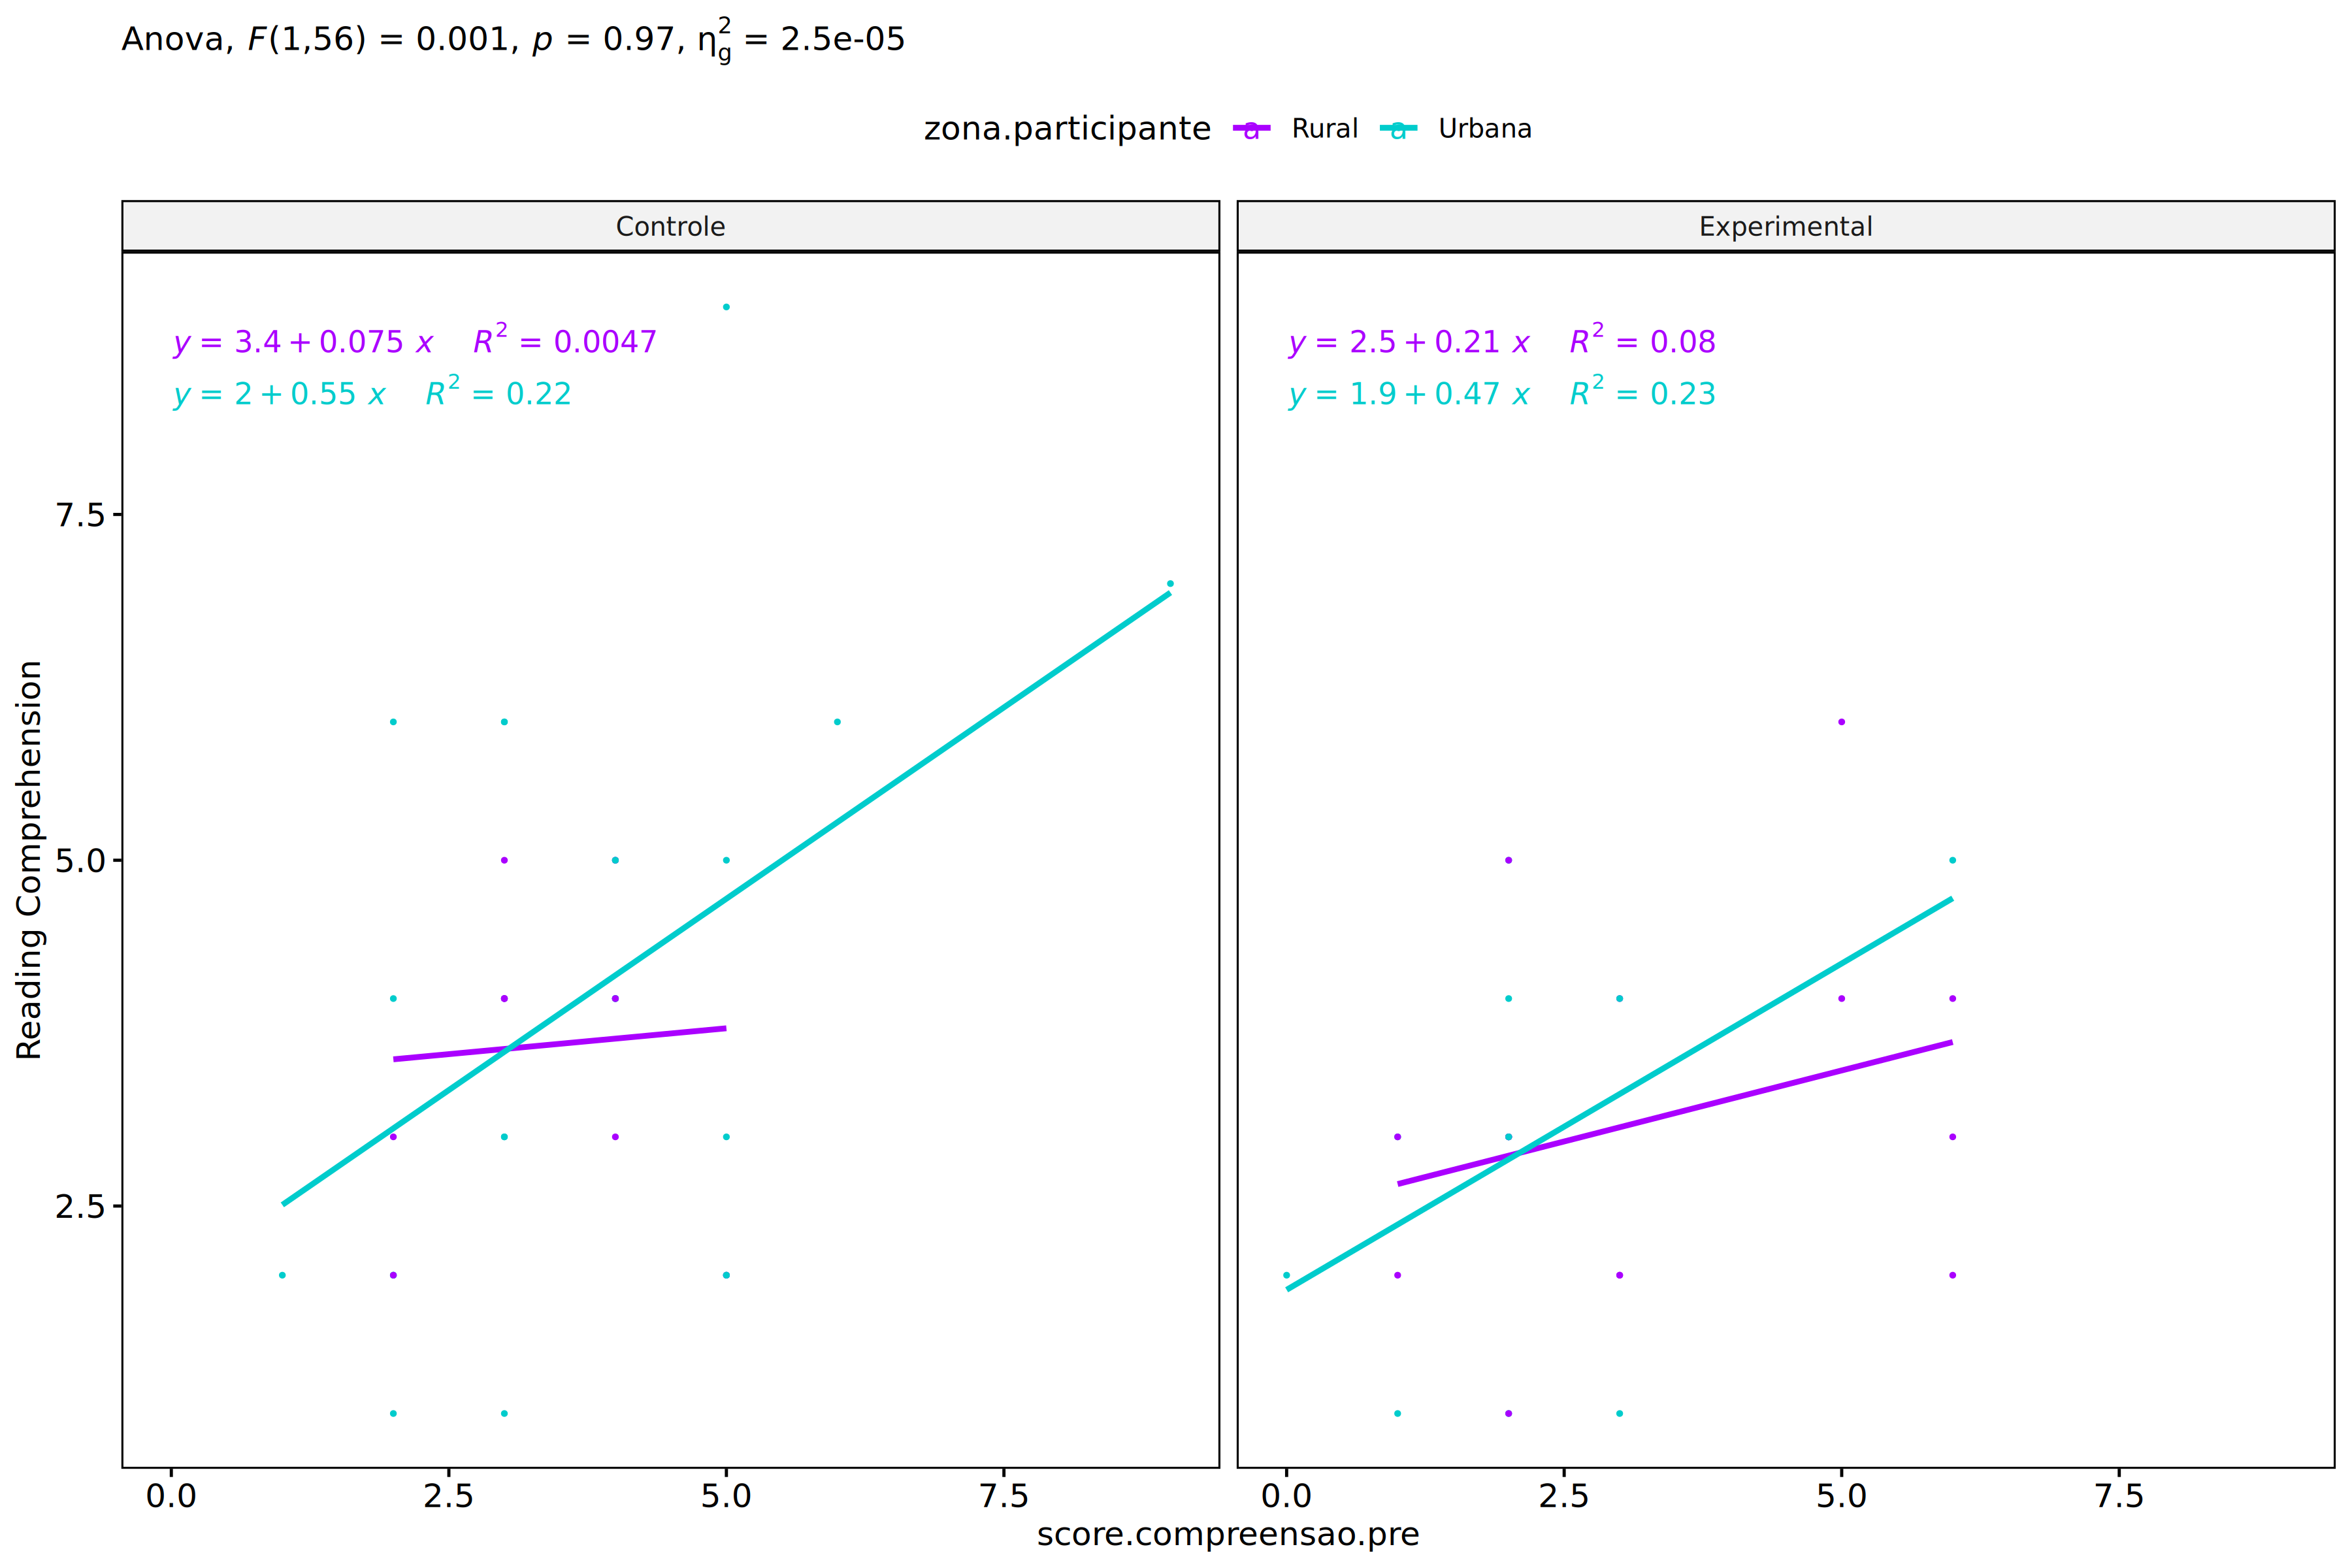 Anova, F(1,56) = 0.001, p = 0.97, η²g = 2.5e-05
zona.participante a Rural a Urbana
Controle
Experimental
y = 3.4 + 0.075 x R² = 0.0047
y = 2 + 0.55 x R² = 0.22
y = 2.5 + 0.21 x R² = 0.08
y = 1.9 + 0.47 x R² = 0.23
Reading Comprehension
7.5
5.0
2.5
0.0 2.5 5.0 7.5
0.0 2.5 5.0 7.5
score.compreensao.pre